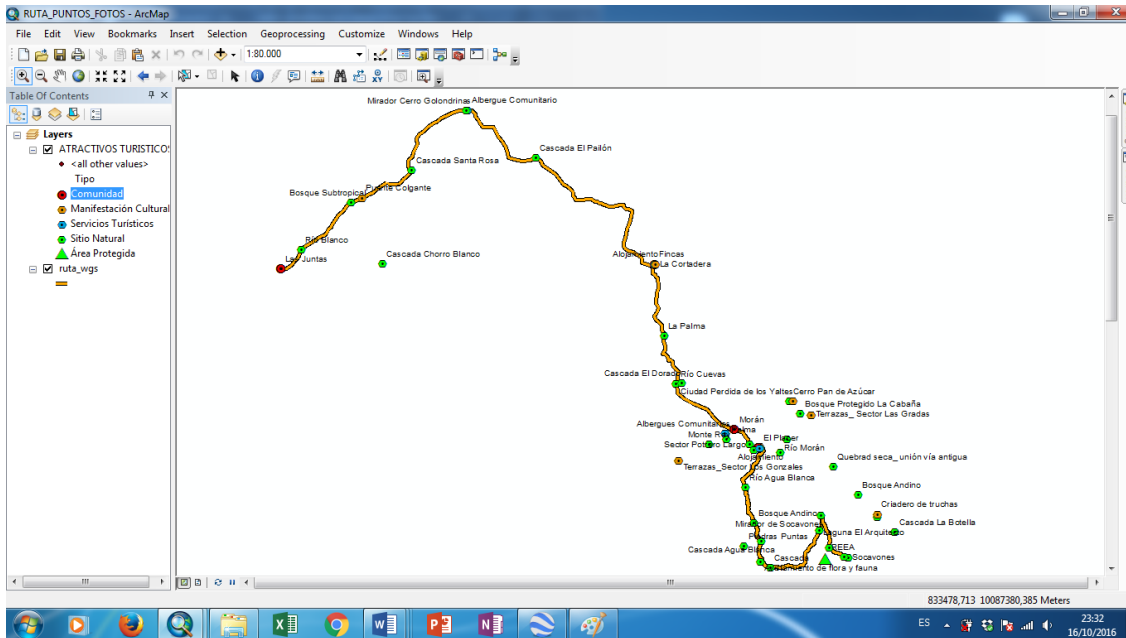 RUTA_PUNTOS_FOTOS - ArcMap
File Edit View Bookmarks Insert Selection Geoprocessing Customize Windows Help
1:80.000
Table Of Contents
Layers
ATRACTIVOS TURISTICO
<all other values>
Tipo
Comunidad
Manifestación Cultural
Servicios Turísticos
Sitio Natural
Área Protegida
ruta_wgs
Mirador Cerro Golondrinas Albergue Comunitario
Cascada El Pailón
Cascada Santa Rosa
Bosque Subtropical Puente Colgante
Río Blanco
Las Juntas
Cascada Chorro Blanco
Alojamiento Fincas
La Cortadera
La Palma
Cascada El Dorado Río Cuevas
Ciudad Perdida de los Yaltes Cerro Pan de Azúcar
Bosque Protegido La Cabaña
Terrazas_ Sector Las Gradas
Albergues Comunitarios
Morán
Monte
El Placer
Sector Potrero Largo
Río Morán
Alojamiento
Quebrad seca_ unión vía antigua
Terrazas_Sector Los Gonzales
Río Agua Blanca
Bosque Andino
Criadero de truchas
Bosque Andino
Cascada La Botella
Mirador de Socavones
Laguna El Arquitecto
Piedras Puntas
Cascada Agua Blanca
REEA
Cascada
Socavones
de flora y fauna
833478,713 10087380,385 Meters
ES
23:32
16/10/2016